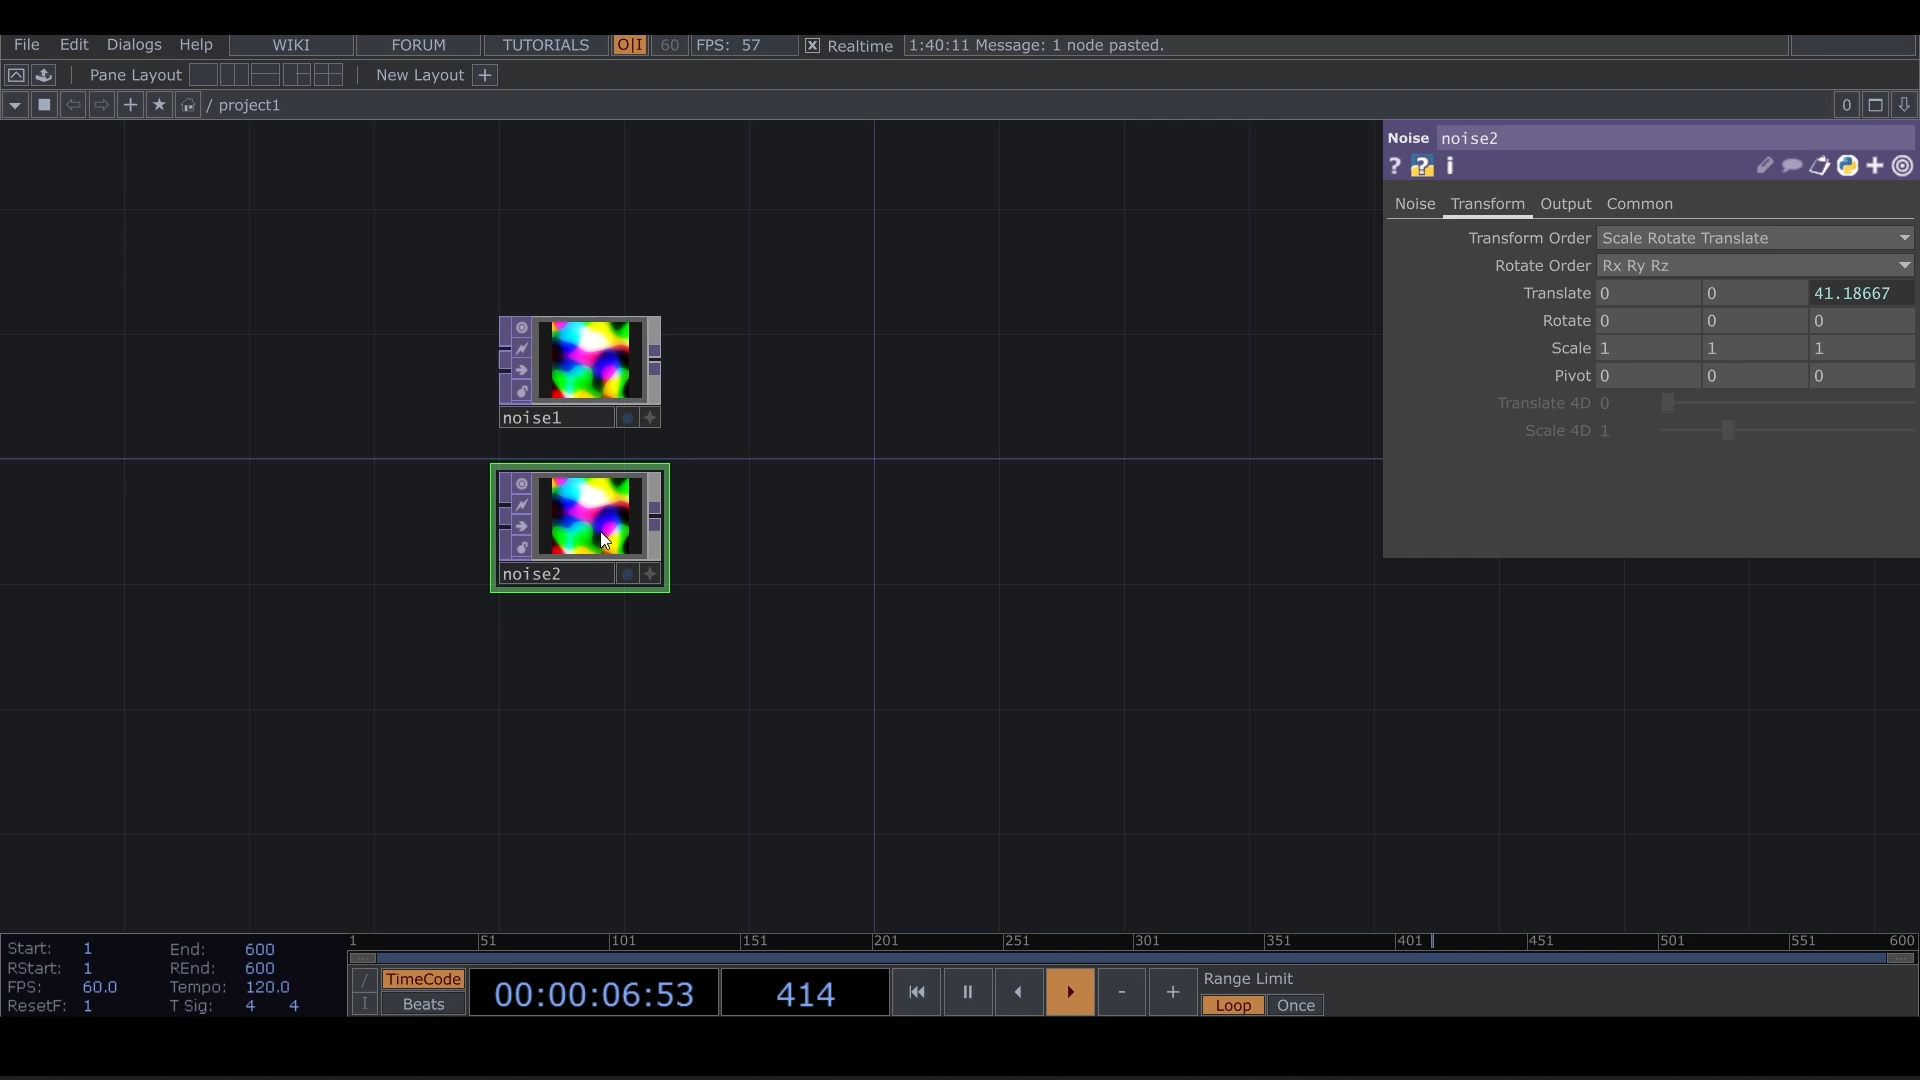 File Edit Dialogs Help WIKI FORUM TUTORIALS O|I 60 FPS: 57 Realtime 1:40:11 Message: 1 node pasted.
Pane Layout New Layout +
/ project1 0
Noise noise2
? ? i
Noise Transform Output Common
Transform Order Scale Rotate Translate
Rotate Order Rx Ry Rz
Translate 0 0 41.18667
Rotate 0 0 0
Scale 1 1 1
Pivot 0 0 0
Translate 4D 0
Scale 4D 1
noise1
noise2
1 51 101 151 201 251 301 351 401 451 501 551 600
Start: 1 End: 600
RStart: 1 REnd: 600
FPS: 60.0 Tempo: 120.0
ResetF: 1 T Sig: 4 4
/ TimeCode
I Beats
00:00:06:53 414 - +
Range Limit
Loop Once